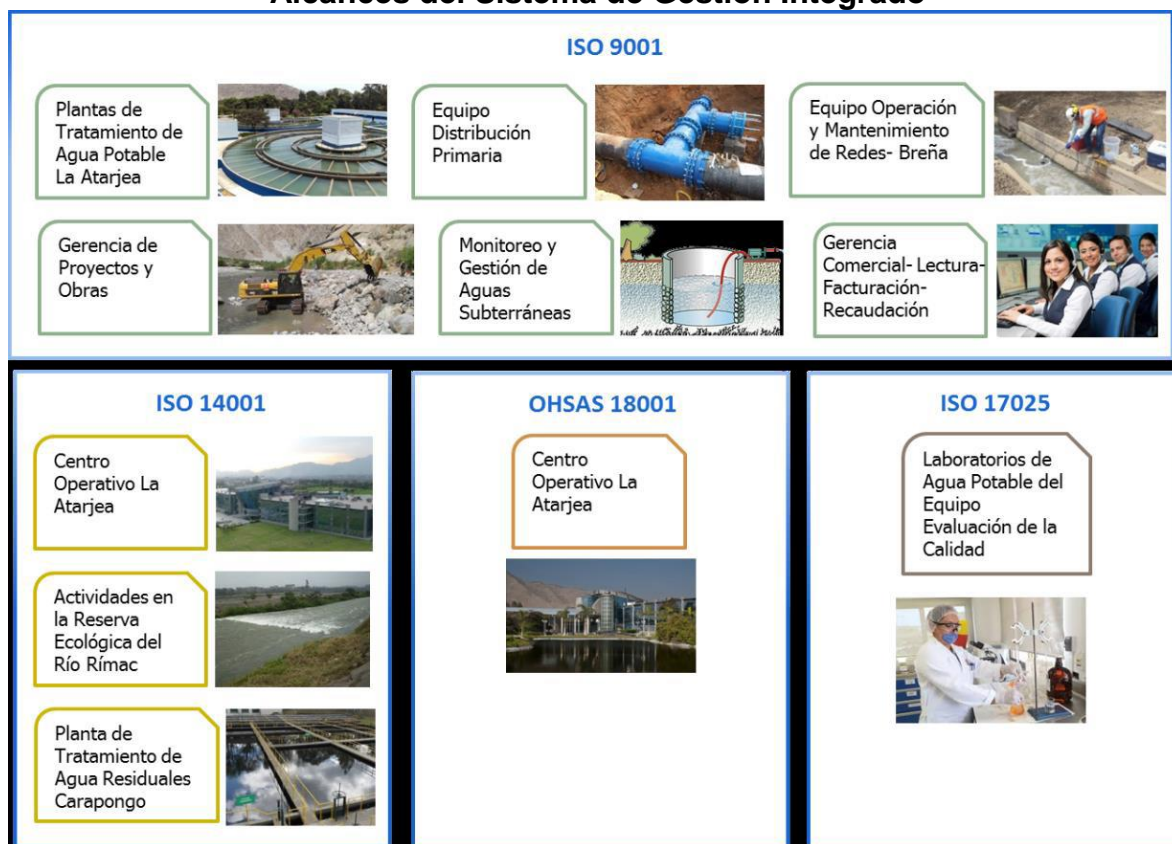 Alcances del Sistema de Gestión Integrado
ISO 9001
Plantas de
Tratamiento de
Agua Potable
La Atarjea
Equipo
Distribución
Primaria
Equipo Operación
y Mantenimiento
de Redes- Breña
Gerencia de
Proyectos y
Obras
Monitoreo y
Gestión de
Aguas
Subterráneas
Gerencia
Comercial- Lectura-
Facturación-
Recaudación
ISO 14001
Centro
Operativo La
Atarjea
Actividades en
la Reserva
Ecológica del
Río Rímac
Planta de
Tratamiento de
Agua Residuales
Carapongo
OHSAS 18001
Centro
Operativo La
Atarjea
ISO 17025
Laboratorios de
Agua Potable del
Equipo
Evaluación de la
Calidad